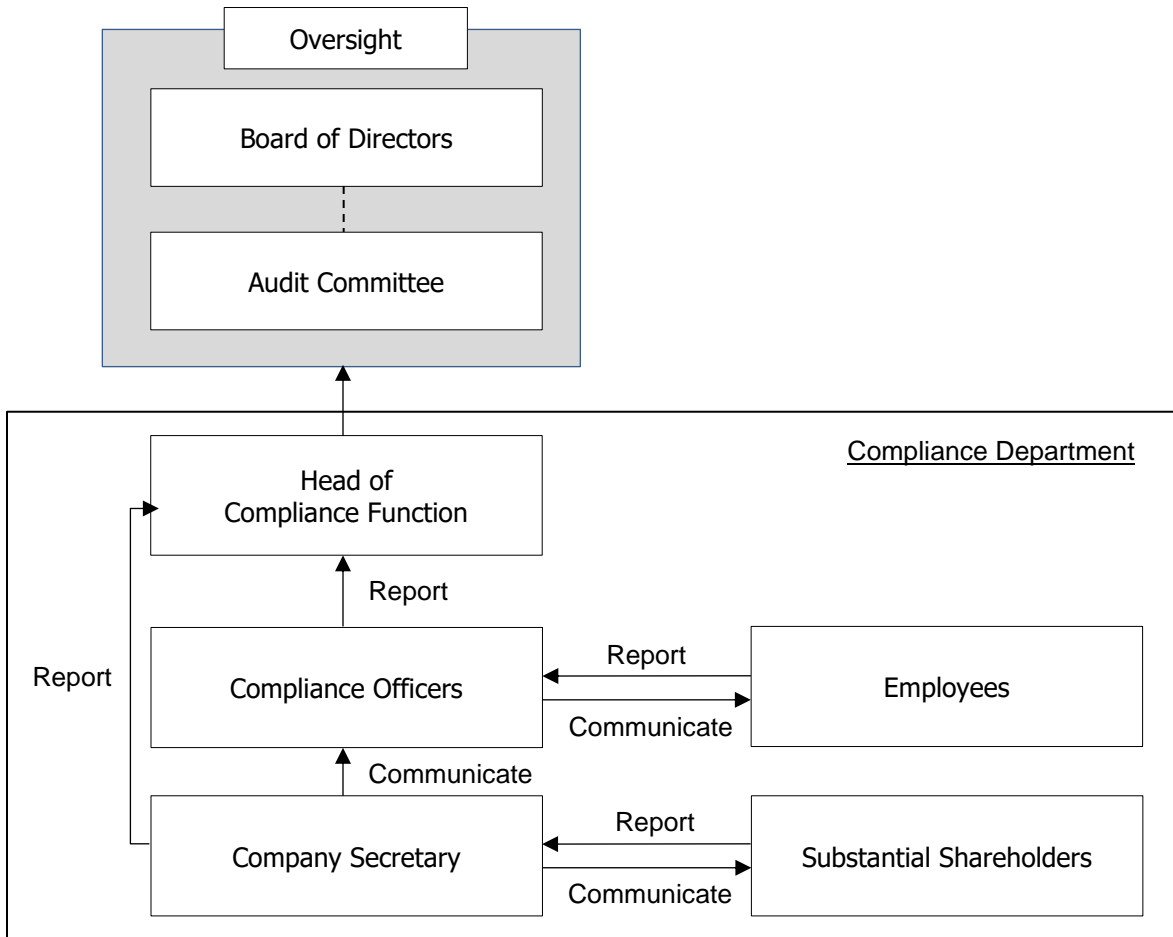 Oversight
Board of Directors
Audit Committee
Compliance Department
Head of
Compliance Function
Report
Report
Compliance Officers
Report
Communicate
Employees
Communicate
Company Secretary
Report
Communicate
Substantial Shareholders